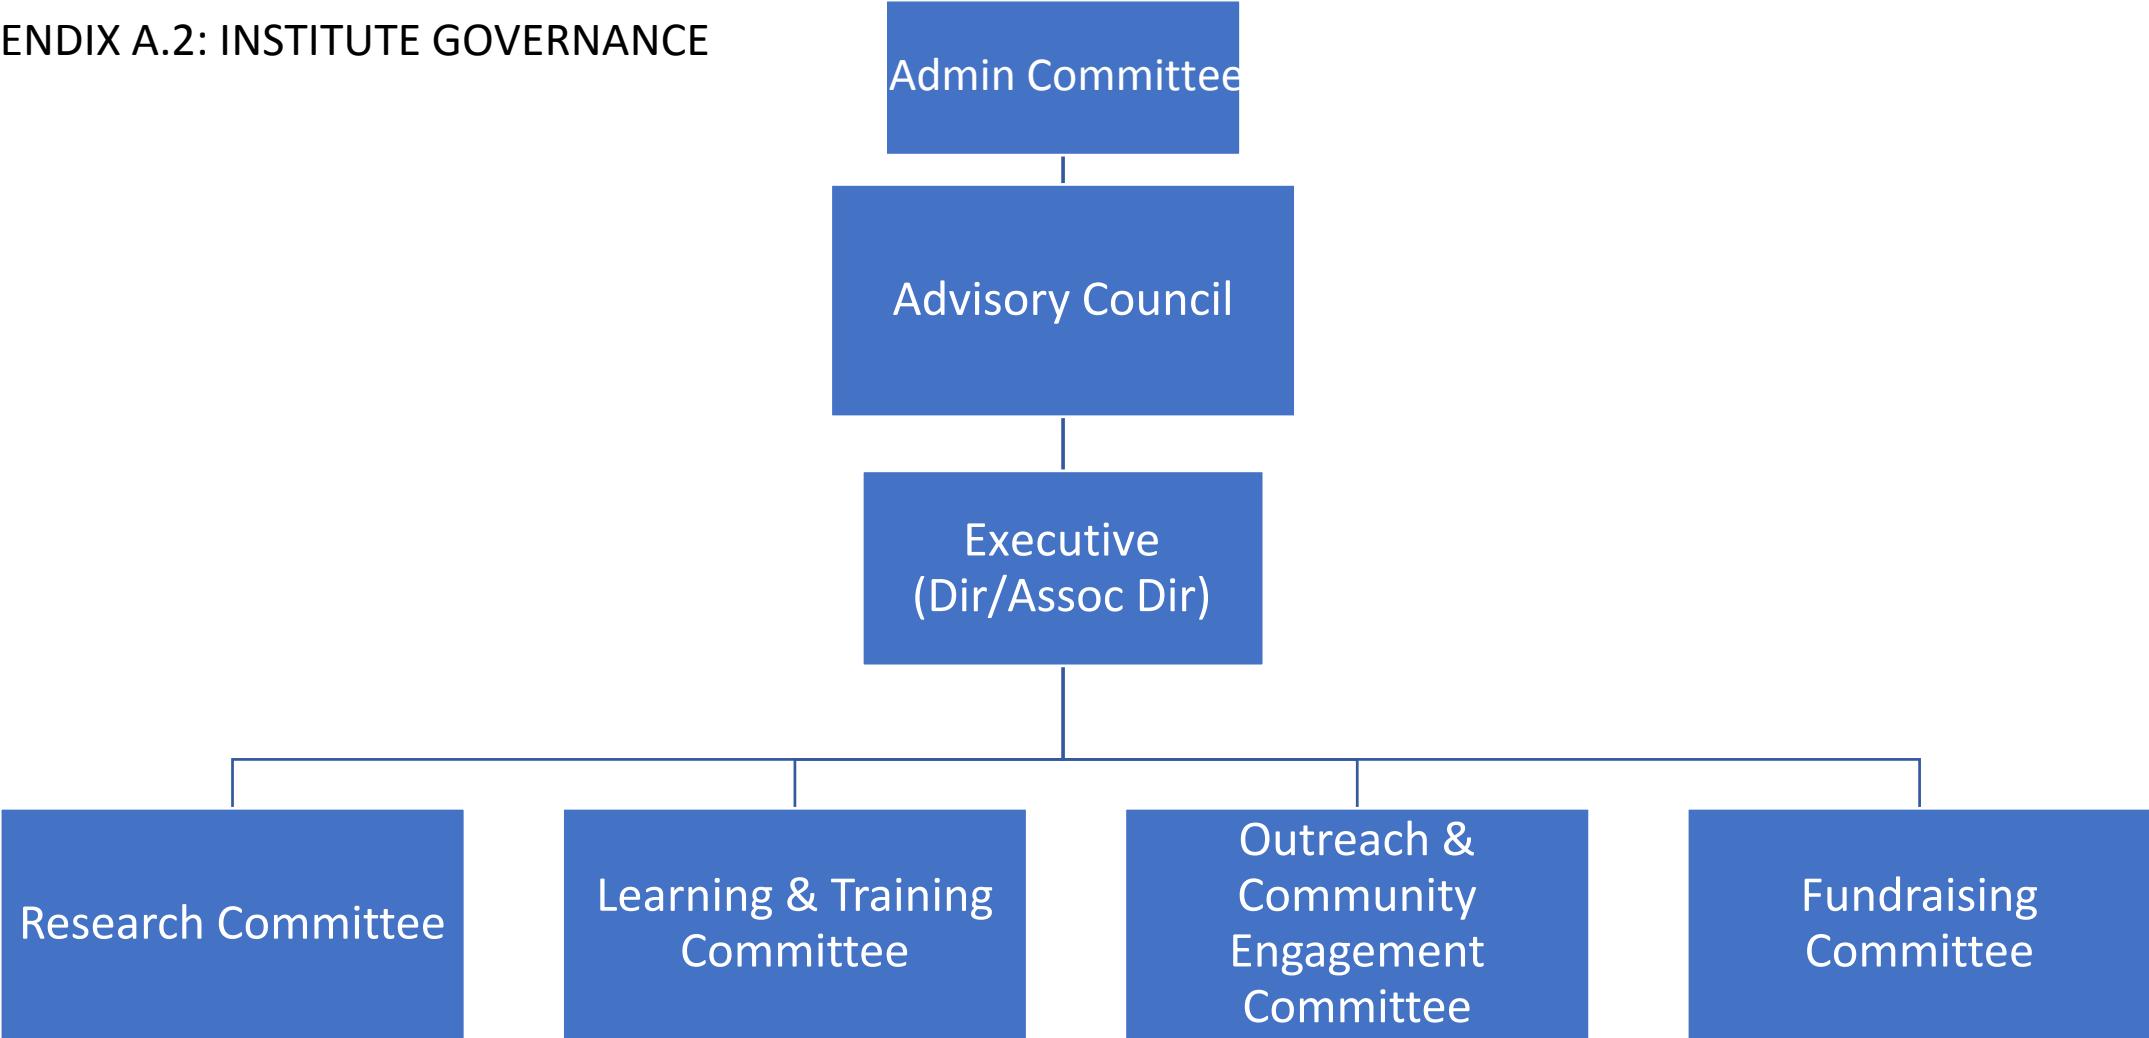 ENDIX A.2: INSTITUTE GOVERNANCE
Admin Committee
Advisory Council
Executive
(Dir/Assoc Dir)
Research Committee
Learning & Training
Committee
Outreach &
Community
Engagement
Committee
Fundraising
Committee